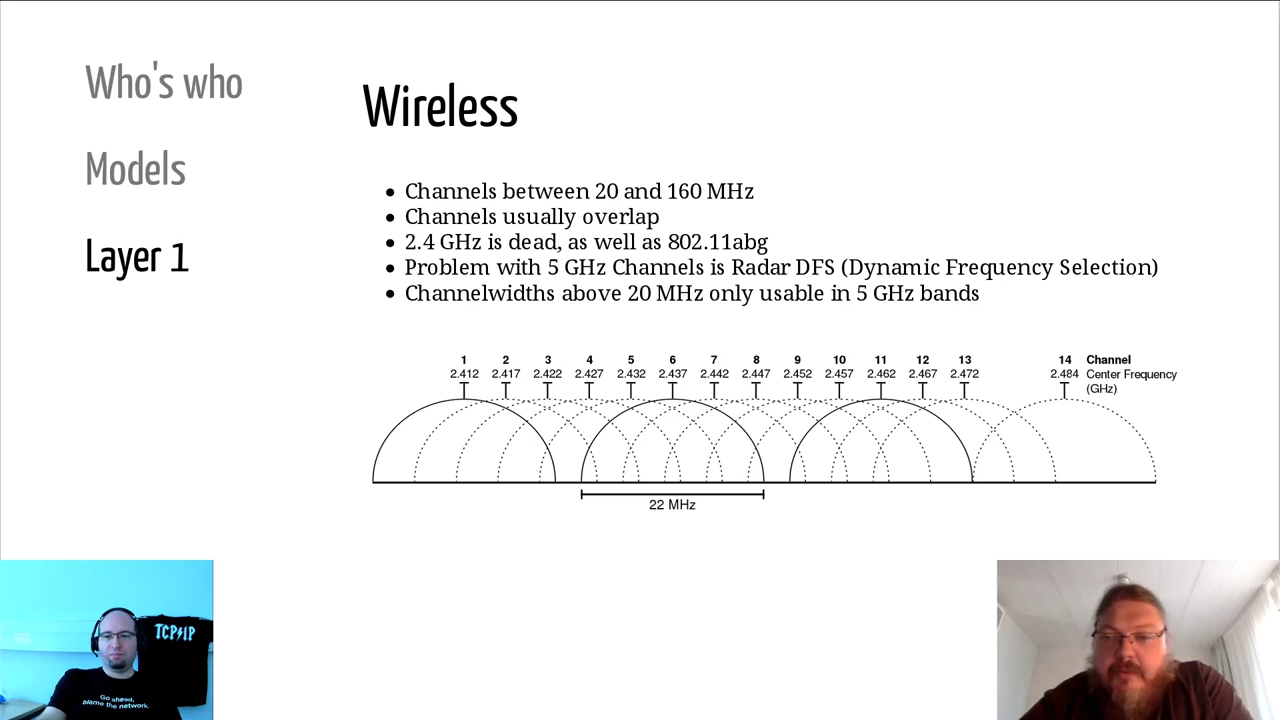 Who's who
Models
Layer 1
Wireless
• Channels between 20 and 160 MHz
• Channels usually overlap
• 2.4 GHz is dead, as well as 802.11abg
• Problem with 5 GHz Channels is Radar DFS (Dynamic Frequency Selection)
• Channelwidths above 20 MHz only usable in 5 GHz bands
1 2 3 4 5 6 7 8 9 10 11 12 13 14 Channel
2.412 2.417 2.422 2.427 2.432 2.437 2.442 2.447 2.452 2.457 2.462 2.467 2.472 2.484 Center Frequency
(GHz)
22 MHz
TCP⚡IP
Go ahead,
blame the network.